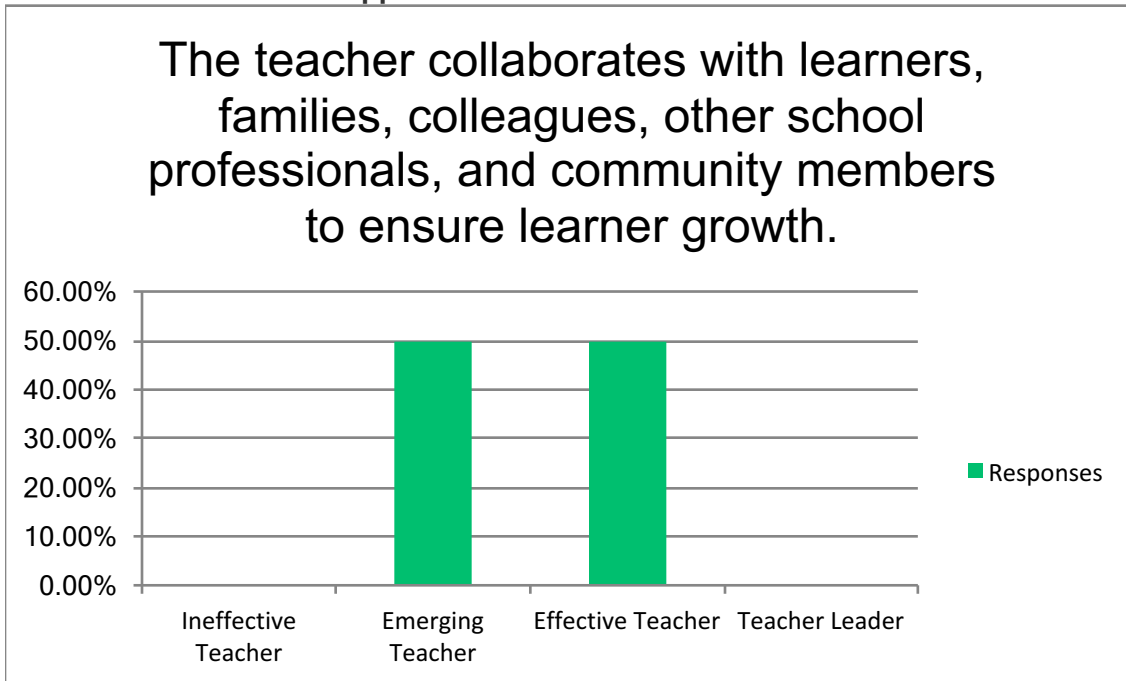 The teacher collaborates with learners,
families, colleagues, other school
professionals, and community members
to ensure learner growth.
60.00%
50.00%
40.00%
30.00%
20.00%
10.00%
0.00%
Ineffective
Teacher
Emerging
Teacher
Effective Teacher
Teacher Leader
Responses